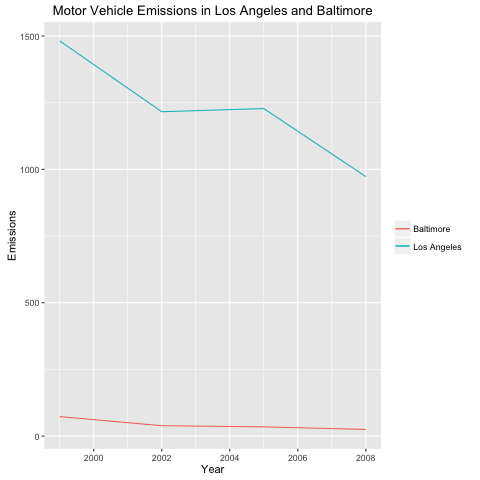 Motor Vehicle Emissions in Los Angeles and Baltimore
1500
1000
500
0
Emissions
2000 2002 2004 2006 2008
Year
Baltimore
Los Angeles